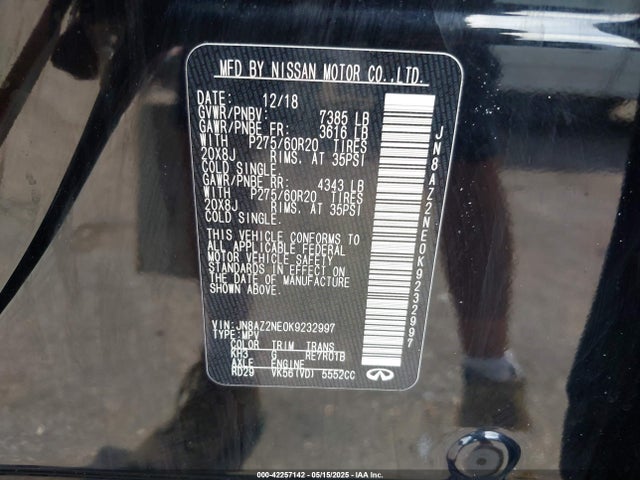 MFD BY NISSAN MOTOR CO.,LTD.
DATE: 12/18
GVWR/PNBV: 7385 LB
GAWR/PNBE FR: 3616 LB
WITH P275/60R20 TIRES
20X8J RIMS. AT 35PSI
COLD SINGLE.
GAWR/PNBE RR: 4343 LB
WITH P275/60R20 TIRES
20X8J RIMS. AT 35PSI
COLD SINGLE.
THIS VEHICLE CONFORMS TO
ALL APPLICABLE FEDERAL
MOTOR VEHICLE SAFETY
STANDARDS IN EFFECT ON
THE DATE OF MANUFACTURE
SHOWN ABOVE.
VIN:JN8AZ2NE0K9232997
TYPE:MPV
COLOR TRIM TRANS
KH3 G RE7R01B
AXLE ENGINE
RD29 VK56(VD) 5552CC
JN8AZ2NE0K9232997
INFINITI
000-42257142 - 05/15/2025 - IAAI.COM